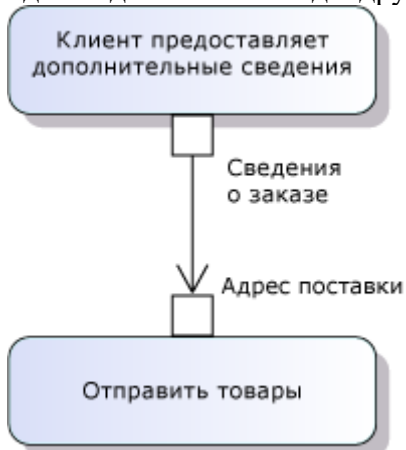 Клиент предоставляет
дополнительные сведения
Сведения
о заказе
Адрес поставки
Отправить товары